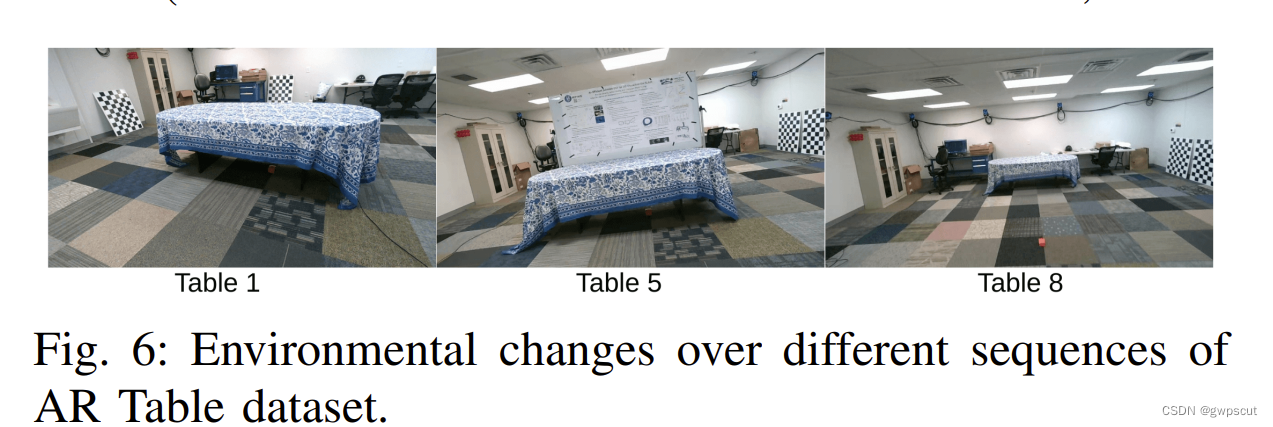 Table 1
Table 5
Table 8
Fig. 6: Environmental changes over different sequences of
AR Table dataset.
CSDN @gwpscut